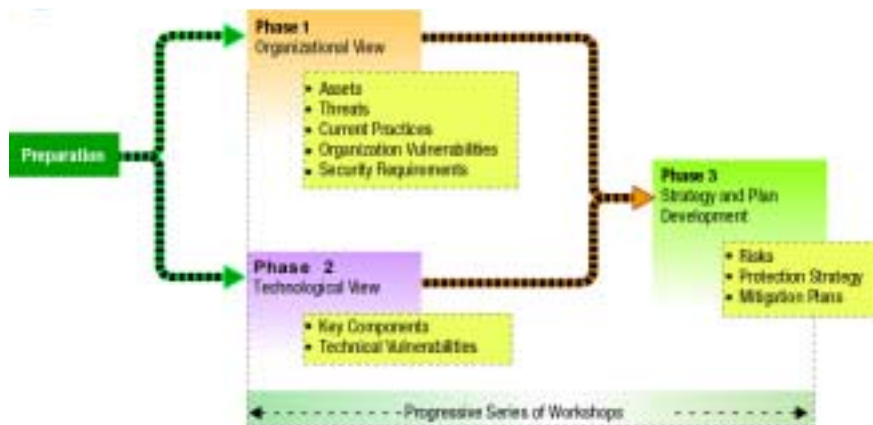 Phase 1
Organizational View
• Assets
• Threats
• Current Practices
• Organization Vulnerabilities
• Security Requirements
Preparation
Phase 2
Technological View
• Key Components
• Technical Vulnerabilities
Phase 3
Strategy and Plan
Development
• Risks
• Protection Strategy
• Mitigation Plans
Progressive Series of Workshops